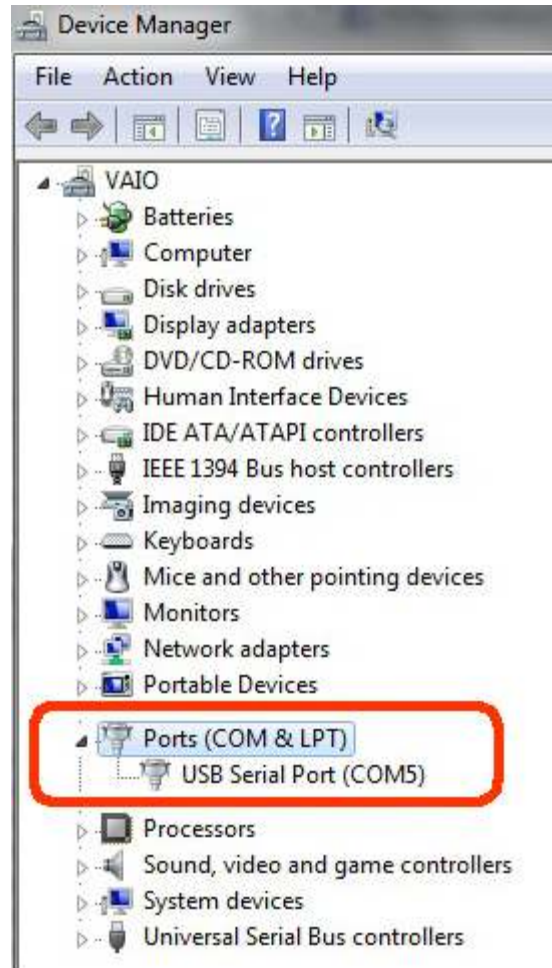 Device Manager
File Action View Help
VAIO
Batteries
Computer
Disk drives
Display adapters
DVD/CD-ROM drives
Human Interface Devices
IDE ATA/ATAPI controllers
IEEE 1394 Bus host controllers
Imaging devices
Keyboards
Mice and other pointing devices
Monitors
Network adapters
Portable Devices
Ports (COM & LPT)
USB Serial Port (COM5)
Processors
Sound, video and game controllers
System devices
Universal Serial Bus controllers